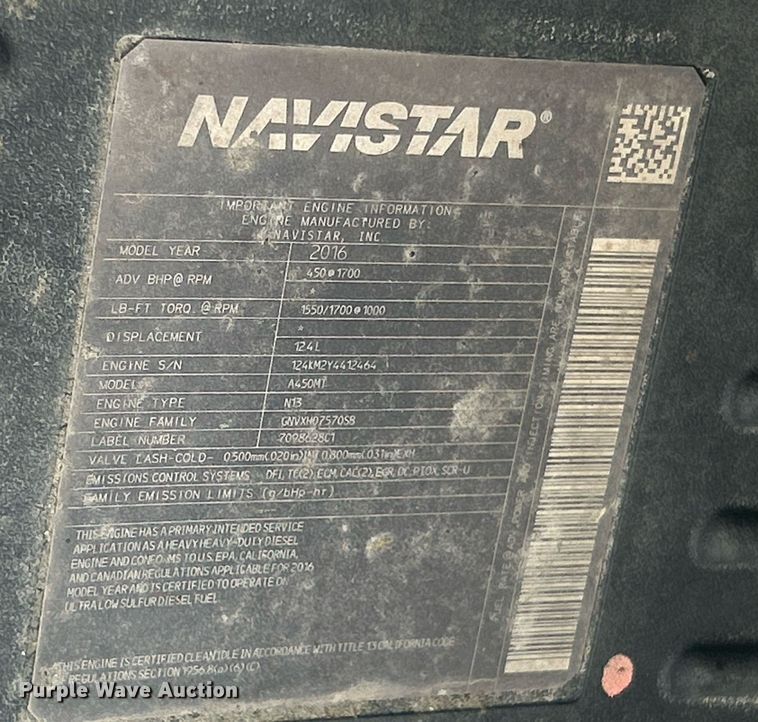 NAVISTAR®
IMPORTANT ENGINE INFORMATION
ENGINE MANUFACTURED BY:
NAVISTAR, INC
MODEL YEAR 2016
ADV BHP@ RPM 450@1700
*
LB-FT TORQ.@ RPM 1550/1700@1000
*
DISPLACEMENT 12.4L
ENGINE S/N 124KM2Y4412464
MODEL A450MT
ENGINE TYPE N13
ENGINE FAMILY GNVXH07570SB
LABEL NUMBER 7098628C1
VALVE LASH-COLD- 0.500mm(.020in)INT 0.800mm(.031in)EXH
EMISSIONS CONTROL SYSTEMS DFI, TC(2), ECM, CAC(2), EGR, OC, PTOX, SCR-U
FAMILY EMISSION LIMITS (g/bHp-hr)
THIS ENGINE HAS A PRIMARY INTENDED SERVICE
APPLICATION AS A HEAVY HEAVY-DUTY DIESEL
ENGINE AND CONFORMS TO U.S. EPA, CALIFORNIA,
AND CANADIAN REGULATIONS APPLICABLE FOR 2016
MODEL YEAR AND IS CERTIFIED TO OPERATE ON
ULTRA LOW SULFUR DIESEL FUEL
THIS ENGINE IS CERTIFIED CLEAN IDLE IN ACCORDANCE WITH TITLE 13 CALIFORNIA CODE
REGULATIONS SECTION 1956.8(a)(6)(C)
INJECTION TIMING ARE NON-ADJUSTABLE
Purple Wave Auction